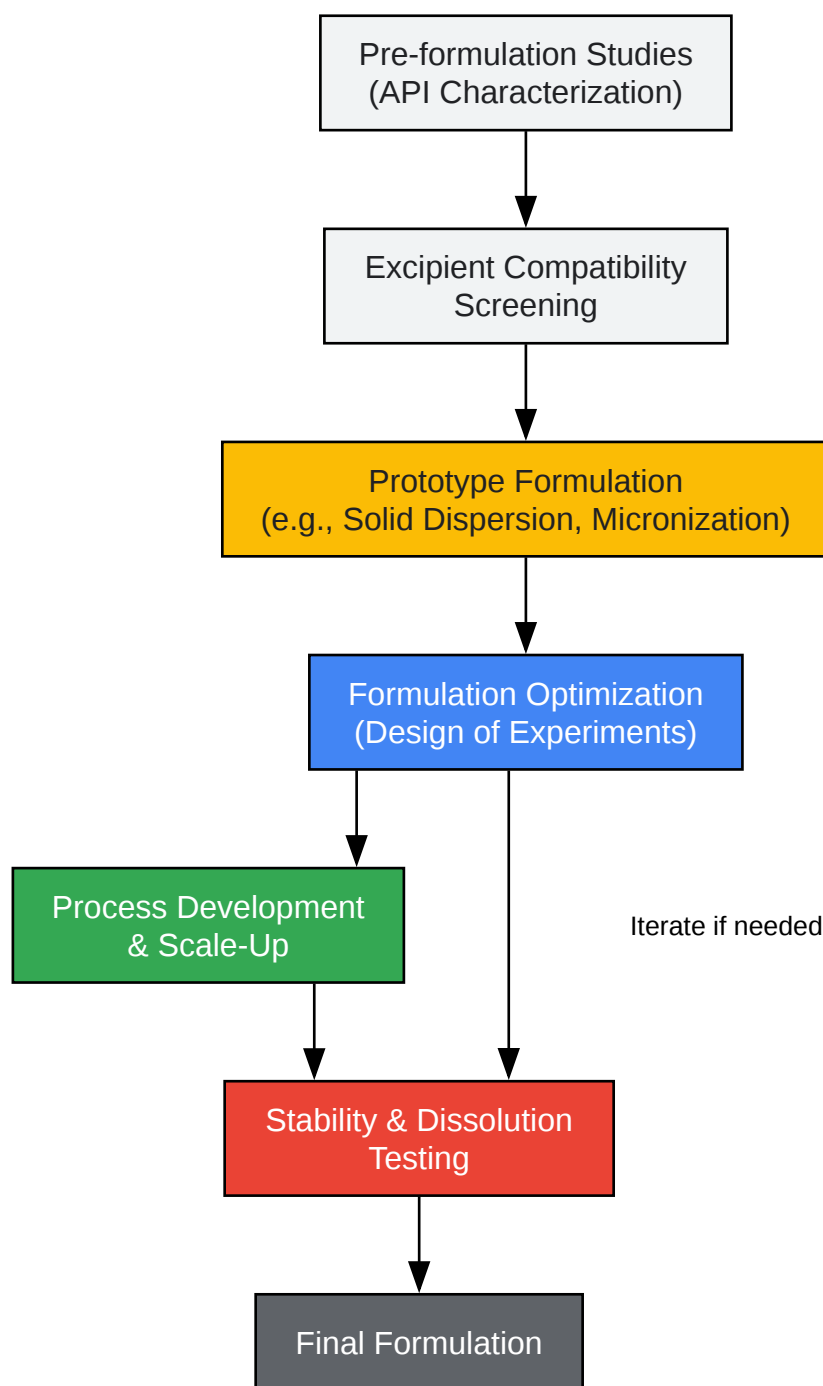 Pre-formulation Studies
(API Characterization)
Excipient Compatibility
Screening
Prototype Formulation
(e.g., Solid Dispersion, Micronization)
Formulation Optimization
(Design of Experiments)
Process Development
& Scale-Up
Iterate if needed
Stability & Dissolution
Testing
Final Formulation